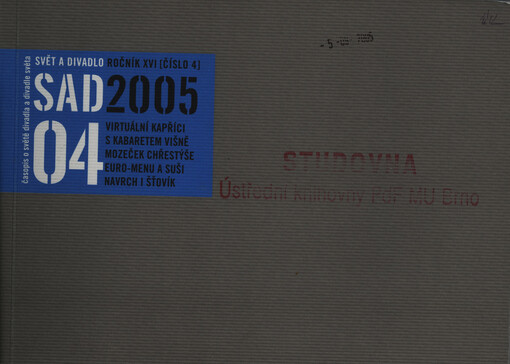 SVĚT A DIVADLO ROČNÍK XVI [ČÍSLO 4]
časopis o světě divadla a divadle světa
SAD 2005
04
VIRTUÁLNÍ KAPŘÍCI
S KABARETEM VIŠNĚ
MOZEČEK CHŘESTÝŠE
EURO-MENU A SUŠI
NAVRCH I ŠŤOVÍK
STUDOVNA
Ústřední knihovny PdF MU Brno